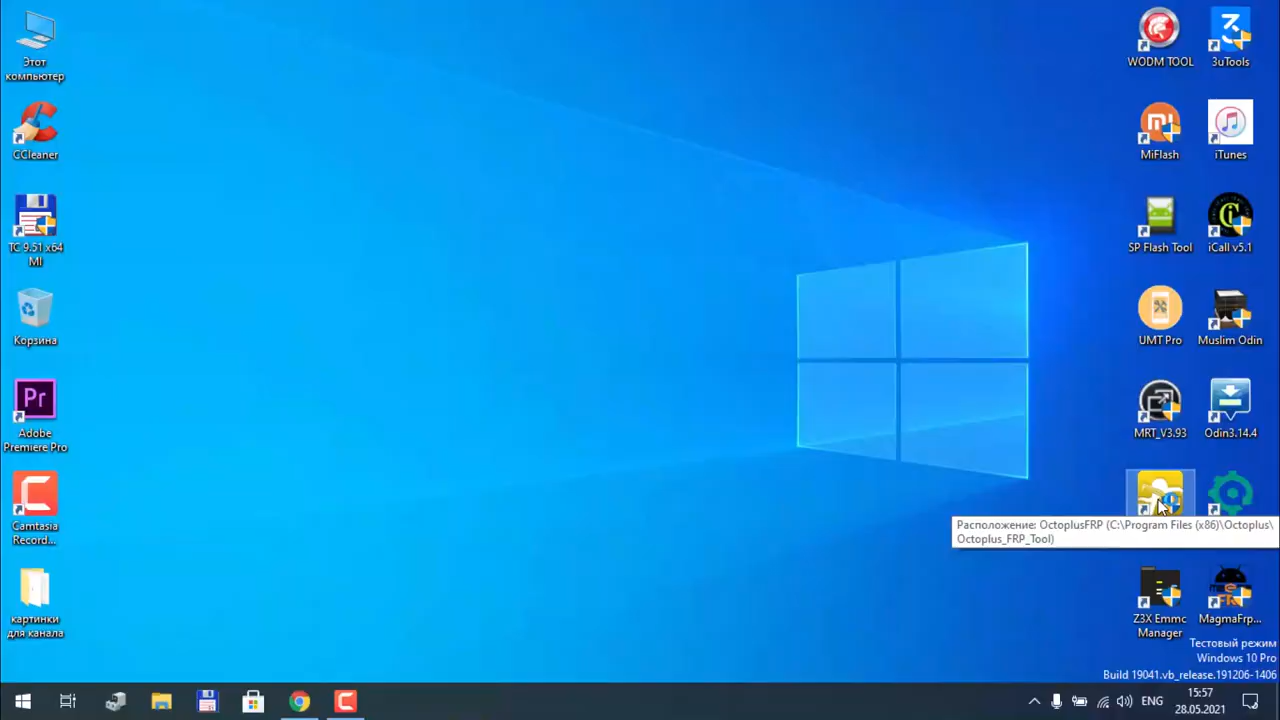 Этот
компьютер
CCleaner
TC 9.51 x64
MI
Корзина
Pr
Adobe
Premiere Pro
Camtasia
Record...
картинки
для канала
WODM TOOL
3uTools
MiFlash
iTunes
SP Flash Tool
iCall v5.1
UMT Pro
Muslim Odin
MRT_V3.93
Odin3.14.4
Расположение: OctoplusFRP (C:\Program Files (x86)\Octoplus\
Octoplus_FRP_Tool)
Z3X Emmc
Manager
MagmaFrp...
Тестовый режим
Windows 10 Pro
Build 19041.vb_release.191206-1406
ENG
15:57
28.05.2021